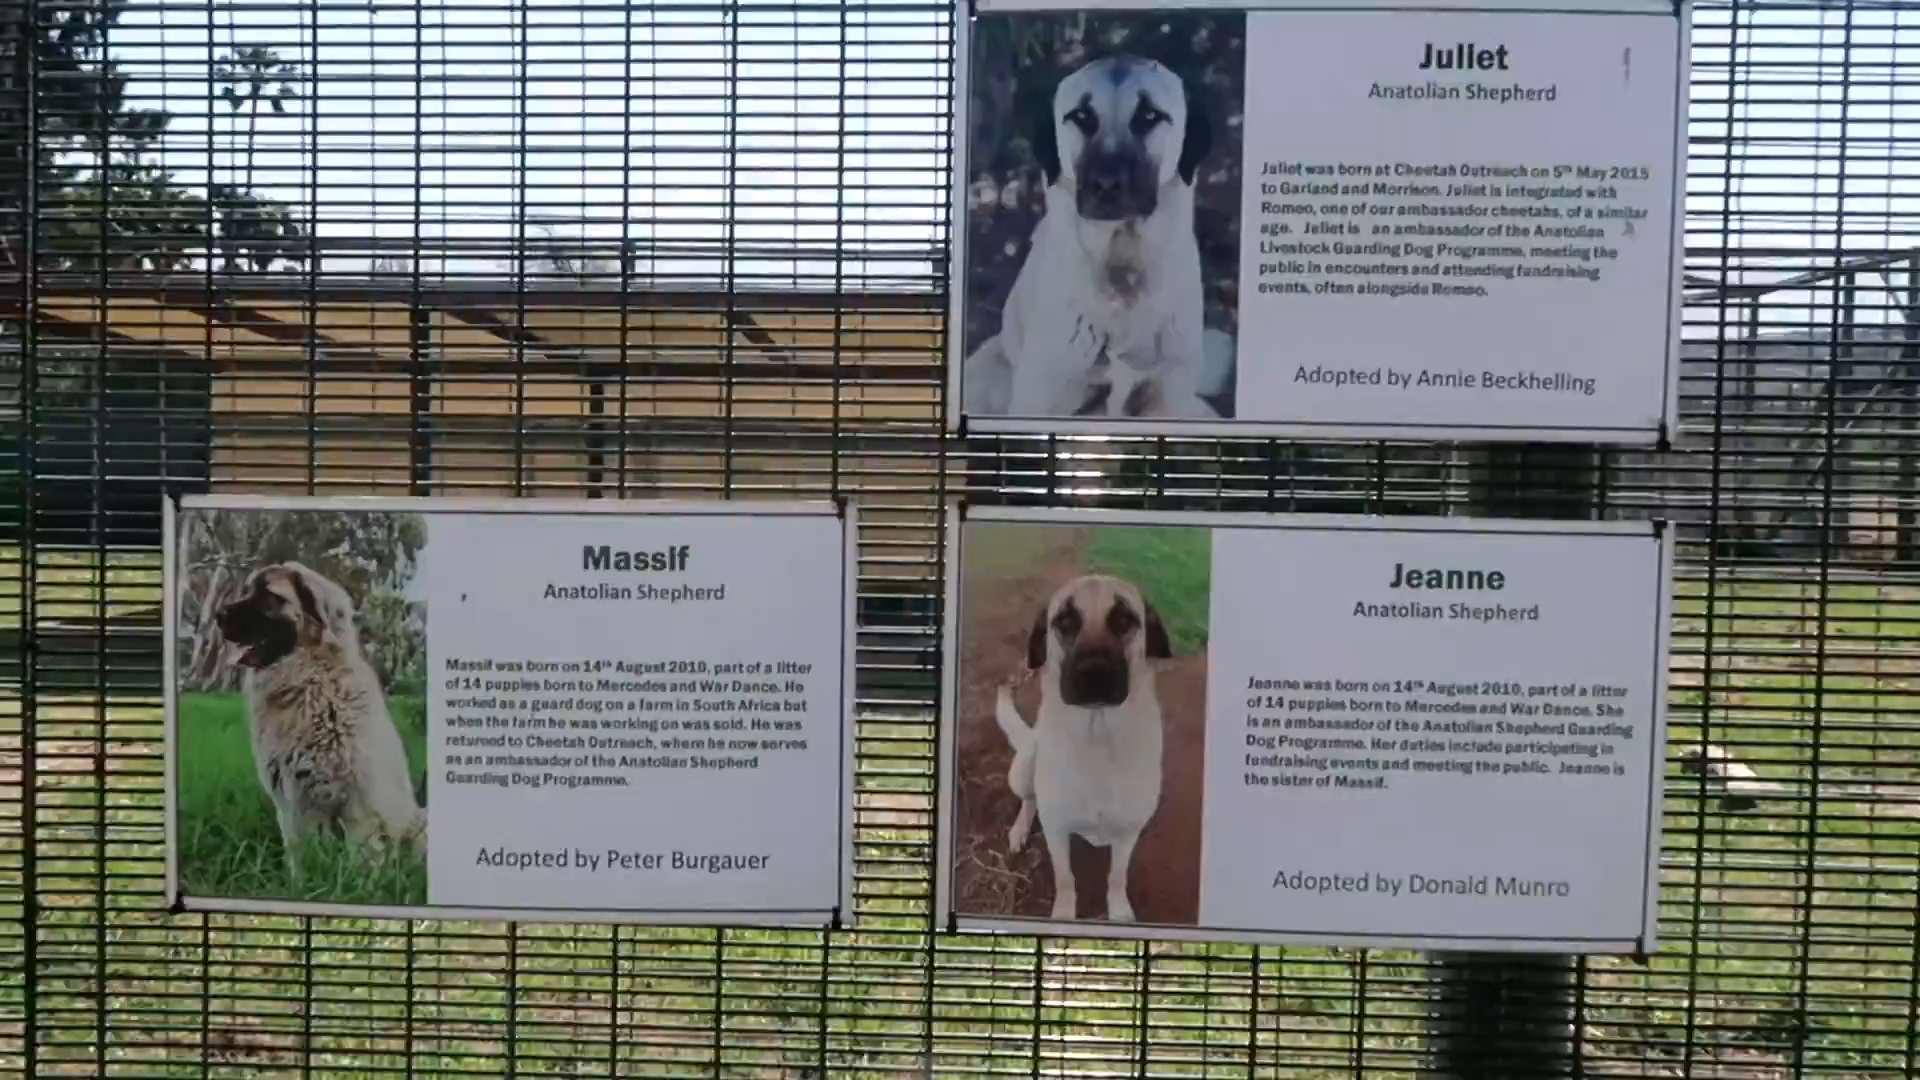 Juliet
Anatolian Shepherd
Juliet was born at Cheetah Outreach on 5th May 2015
to Garland and Morrison. Juliet is integrated with
Romeo, one of our ambassador cheetahs, of a similar
age. Juliet is an ambassador of the Anatolian
Livestock Guarding Dog Programme, meeting the
public in encounters and attending fundraising
events, often alongside Romeo.
Adopted by Annie Beckhelling
Massif
Anatolian Shepherd
Massif was born on 14th August 2010, part of a litter
of 14 puppies born to Mercedes and War Dance. He
worked as a guard dog on a farm in South Africa but
when the farm he was working on was sold. He was
returned to Cheetah Outreach, where he now serves
as an ambassador of the Anatolian Shepherd
Guarding Dog Programme.
Adopted by Peter Burgauer
Jeanne
Anatolian Shepherd
Jeanne was born on 14th August 2010, part of a litter
of 14 puppies born to Mercedes and War Dance. She
is an ambassador of the Anatolian Shepherd Guarding
Dog Programme. Her duties include participating in
fundraising events and meeting the public. Jeanne is
the sister of Massif.
Adopted by Donald Munro